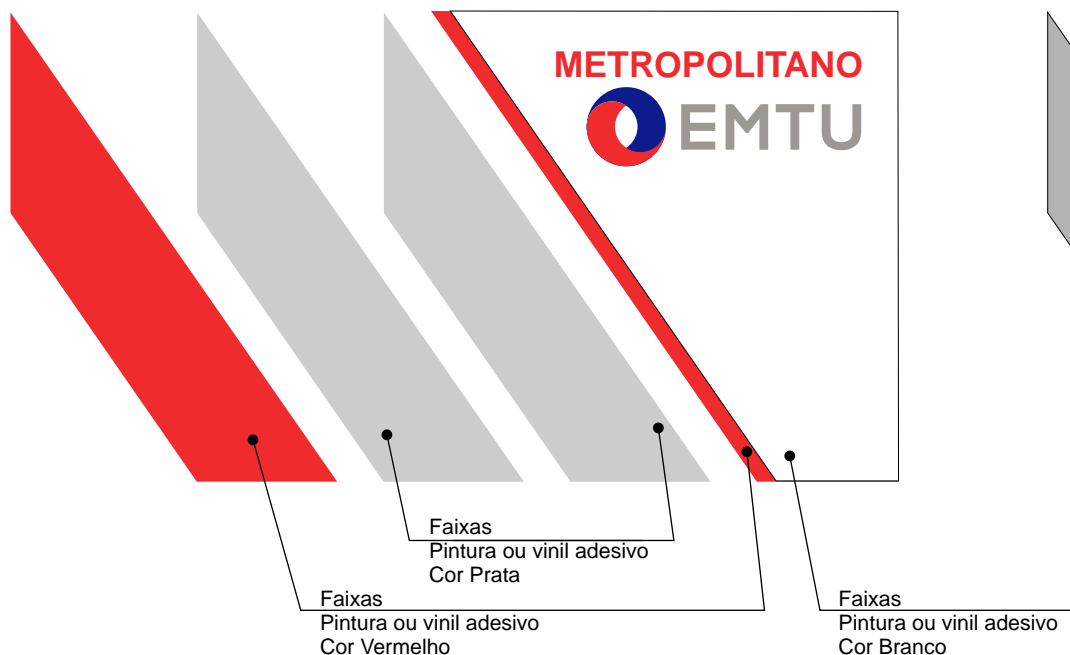 METROPOLITANO
EMTU
Faixas
Pintura ou vinil adesivo
Cor Prata
Faixas
Pintura ou vinil adesivo
Cor Vermelho
Faixas
Pintura ou vinil adesivo
Cor Branco